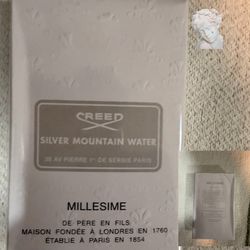 CREED
SILVER MOUNTAIN WATER
38 AV PIERRE 1er DE SERBIE PARIS
MILLESIME
DE PÈRE EN FILS
MAISON FONDÉE À LONDRES EN 1760
ÉTABLIE À PARIS EN 1854